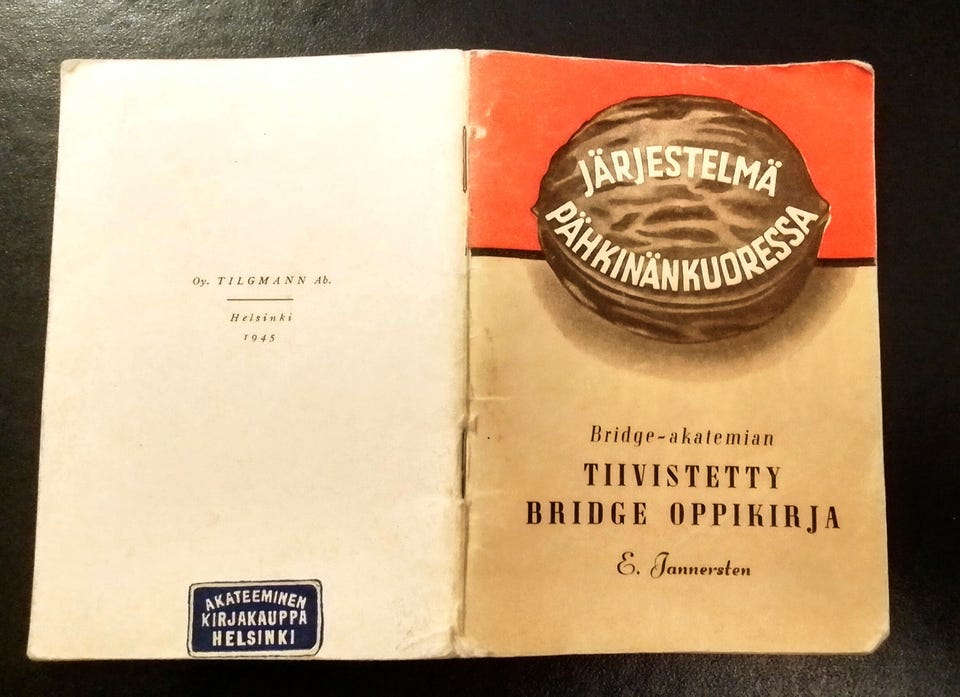 Oy. TILGMANN Ab.
Helsinki
1945
AKATEEMINEN
KIRJAKAUPPA
HELSINKI
JÄRJESTELMÄ
PÄHKINÄNKUORESSA
Bridge-akatemian
TIIVISTETTY
BRIDGE OPPIKIRJA
E. Jannersten